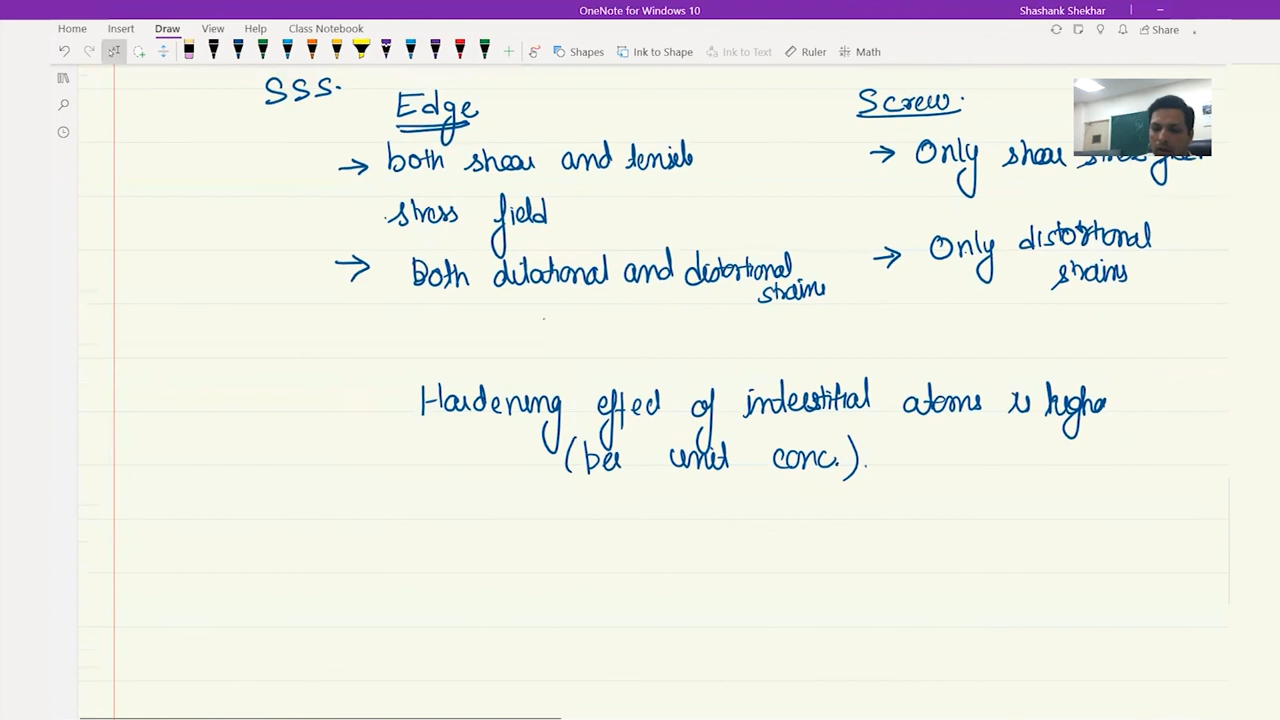 OneNote for Windows 10
Shashank Shekhar
Home Insert Draw View Help Class Notebook
Share
Shapes Ink to Shape Ink to Text Ruler Math
SSS.
Edge
Screw.
→ both shear and tensile
stress field
→ Only shear
→ Both dilational and distortional
strains
→ Only distortional
strains
Hardening effect of interstitial atoms is higher
(per unit conc.).